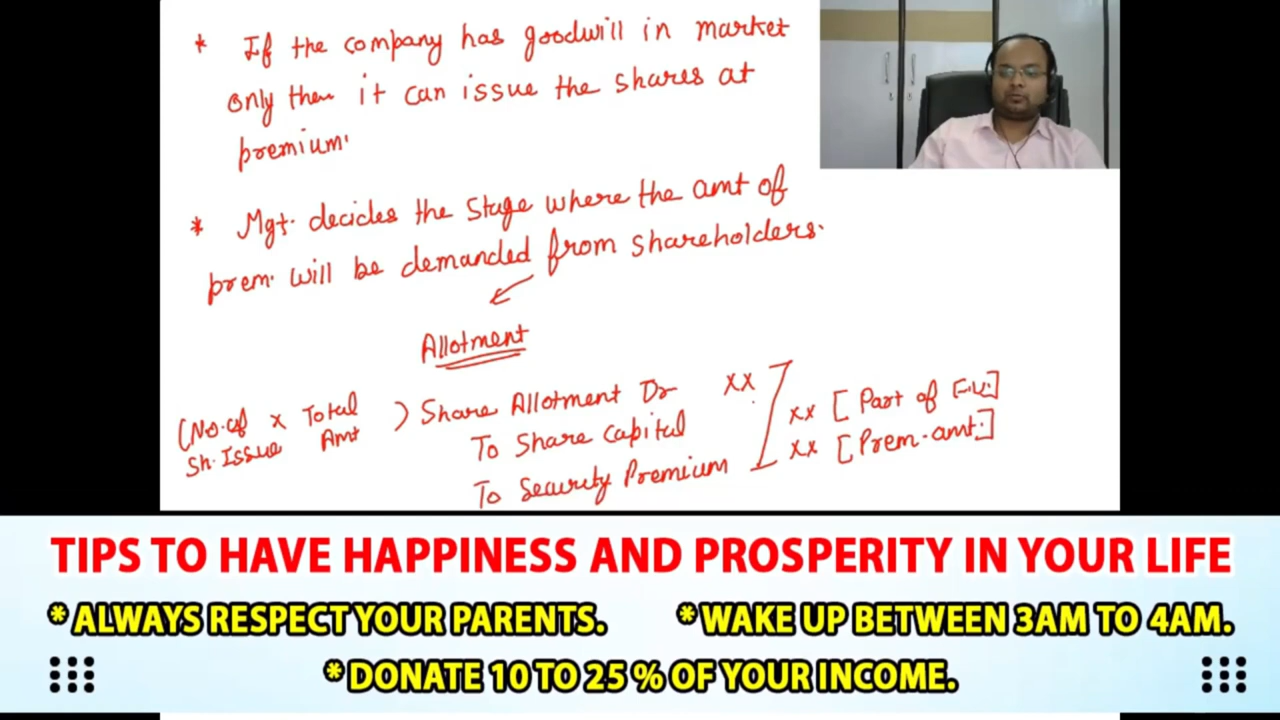 * If the company has goodwill in market
only then it can issue the shares at
premium.
* Mgt. decides the stage where the amt of
prem. will be demanded from shareholders.
Allotment
(No. of x Total ) Share Allotment Dr xx
Sh. Issue Amt To Share Capital xx [Part of F.V.]
To Security Premium xx [Prem. amt.]
TIPS TO HAVE HAPPINESS AND PROSPERITY IN YOUR LIFE
* ALWAYS RESPECT YOUR PARENTS. * WAKE UP BETWEEN 3AM TO 4AM.
* DONATE 10 TO 25 % OF YOUR INCOME.